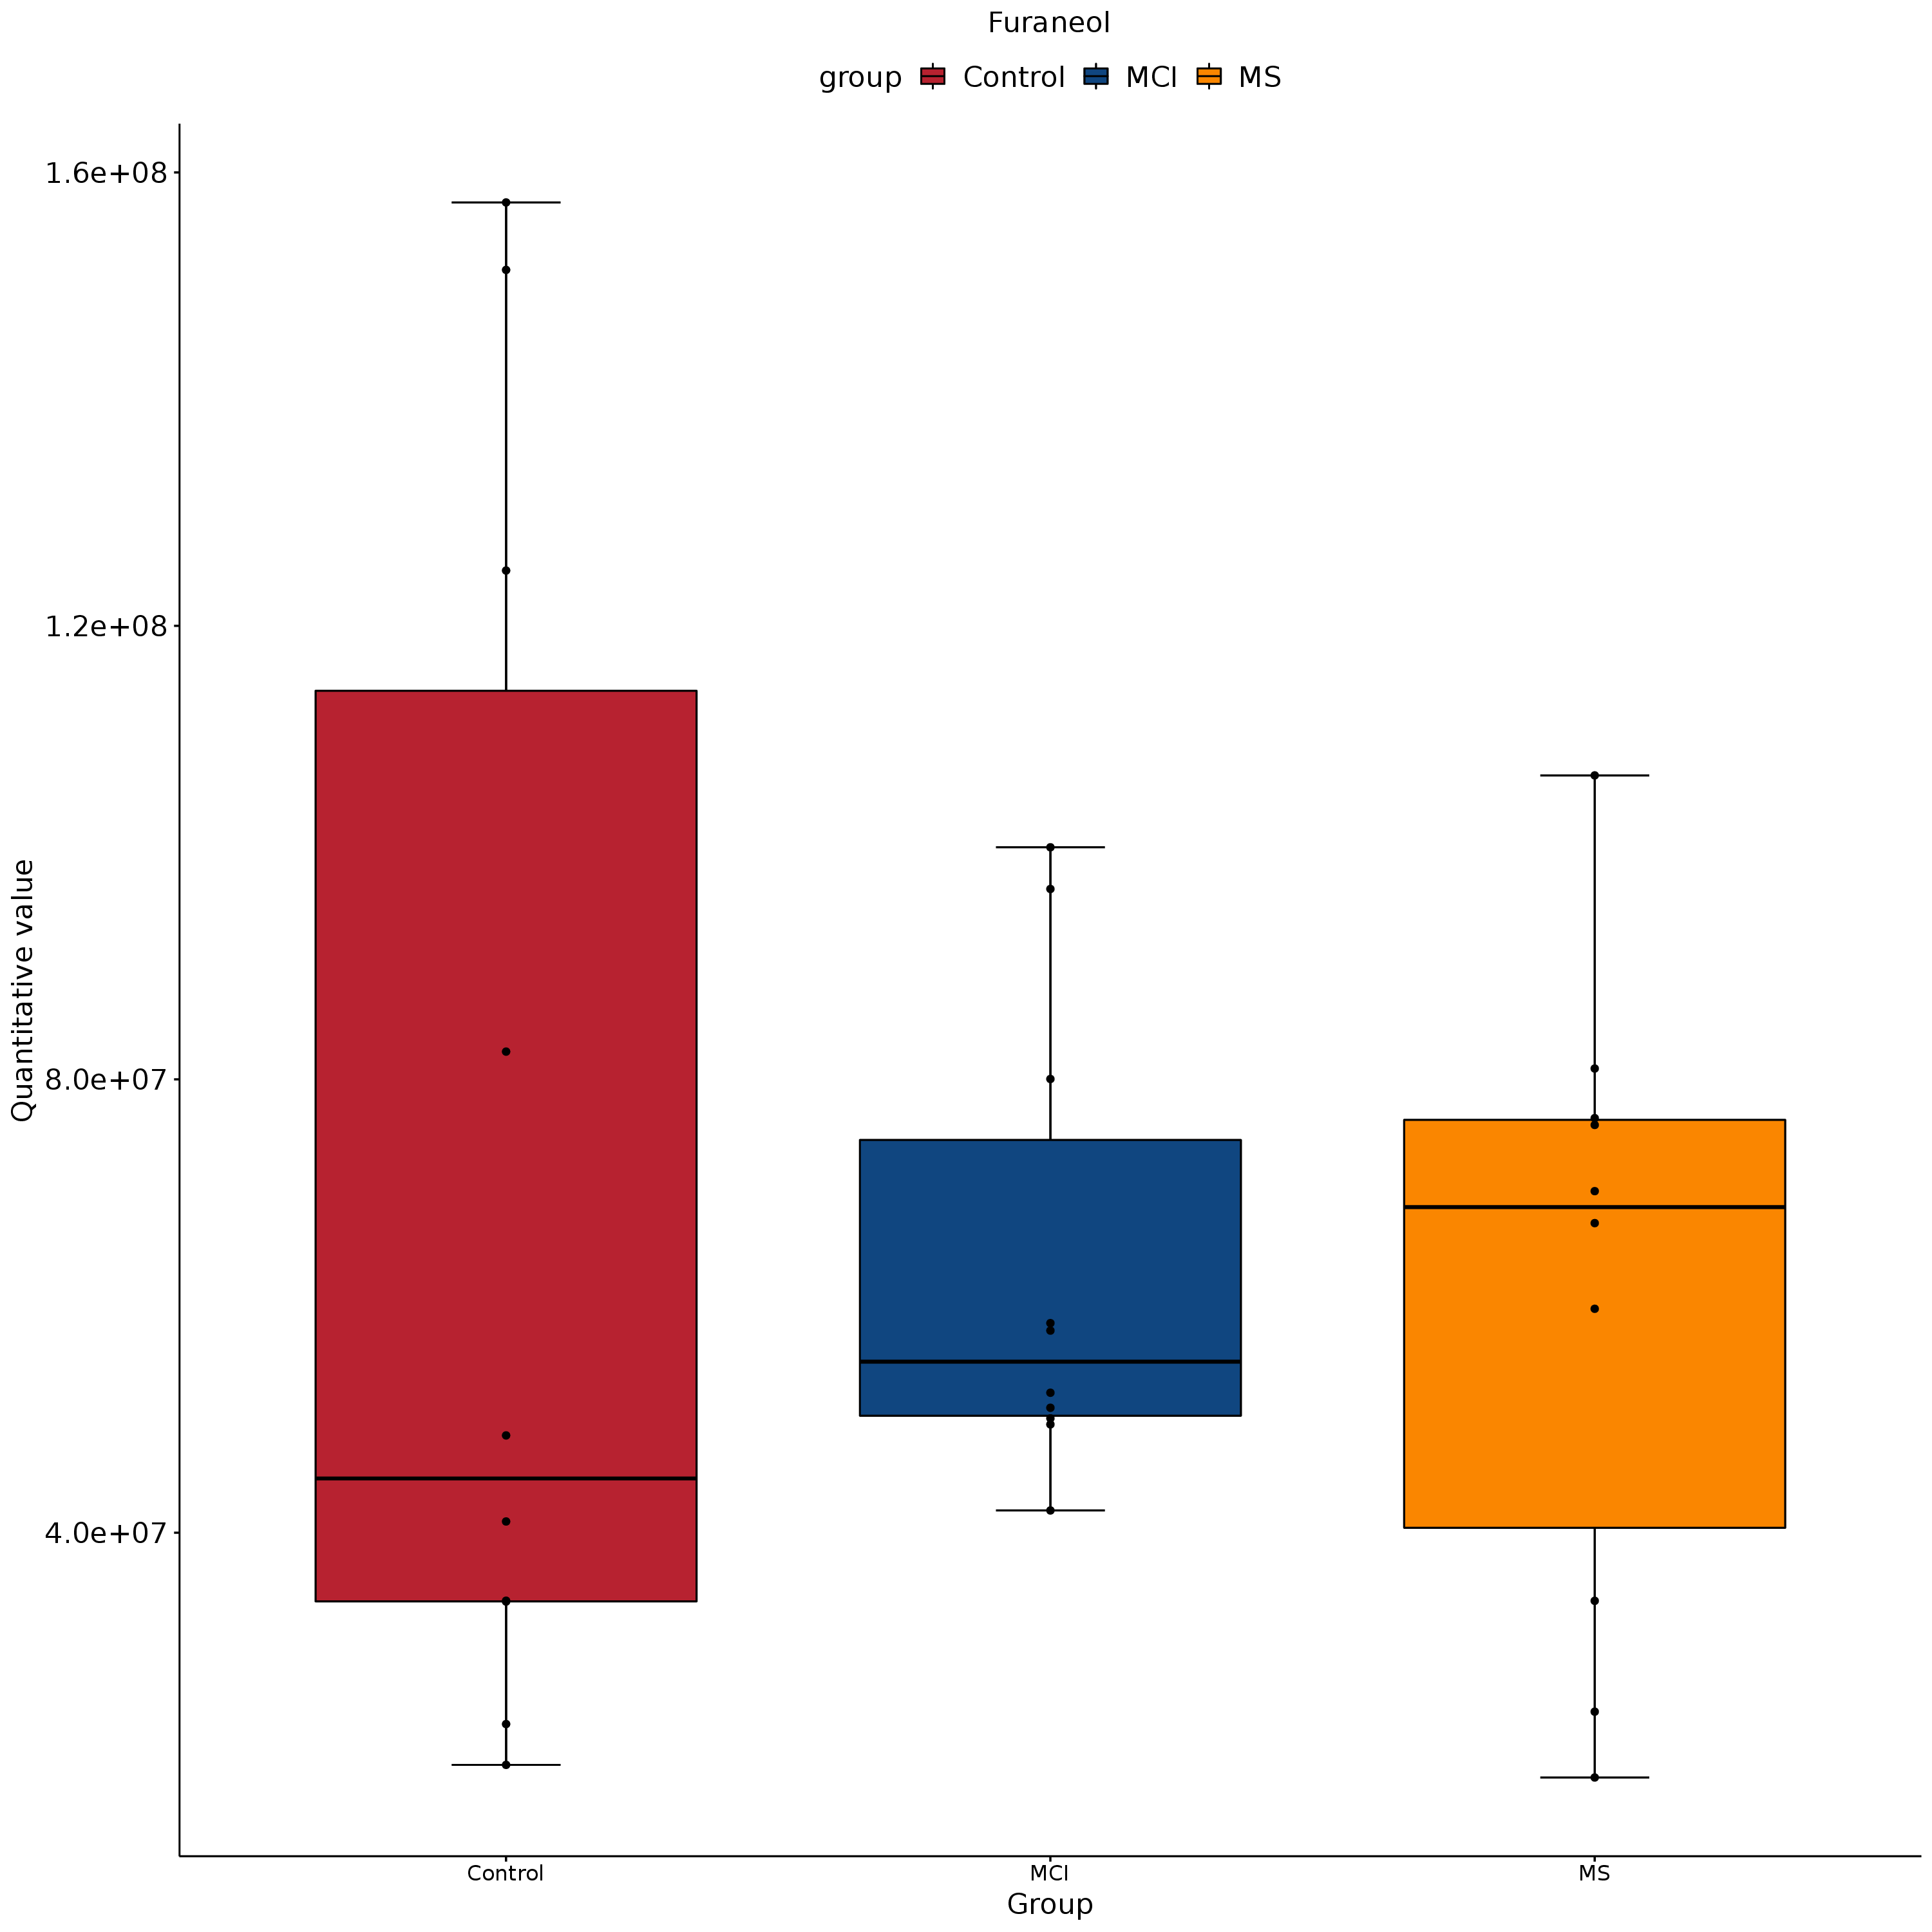 Furaneol
group Control MCI MS
1.6e+08
1.2e+08
8.0e+07
4.0e+07
Quantitative value
Control MCI MS
Group